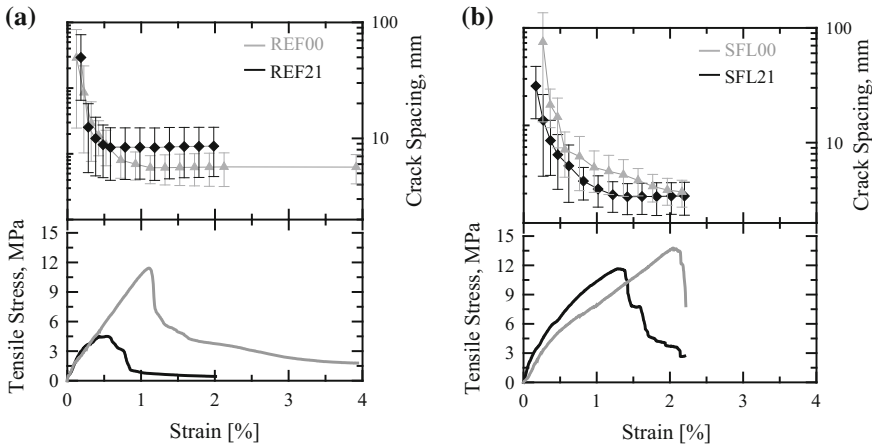 (a)
REF00
REF21
100
10
Crack Spacing, mm
15
12
9
6
3
0
Tensile Stress, MPa
0 1 2 3 4
Strain [%]
(b)
SFL00
SFL21
100
10
Crack Spacing, mm
15
12
9
6
3
0
Tensile Stress, MPa
0 1 2 3 4
Strain [%]